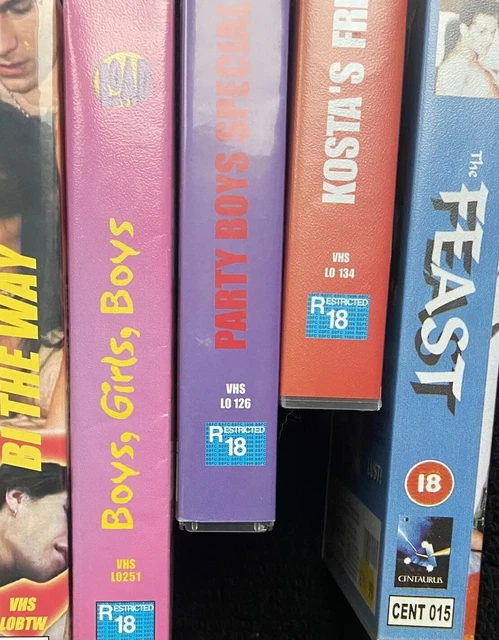 BI THE WAY
VHS
LOBTW
Boys, Girls, Boys
VHS
LO251
RESTRICTED
18
PARTY BOYS SPECIAL
VHS
LO 126
RESTRICTED
18
KOSTA'S
VHS
LO 134
RESTRICTED
18
The
FEAST
18
CENTAURUS
CENT 015